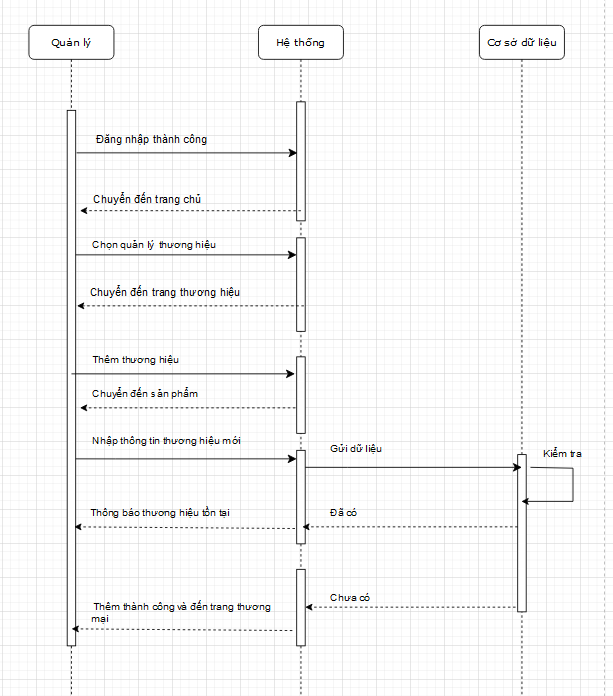 Quản lý
Hệ thống
Cơ sở dữ liệu
Đăng nhập thành công
Chuyển đến trang chủ
Chọn quản lý thương hiệu
Chuyển đến trang thương hiệu
Thêm thương hiệu
Chuyển đến sản phẩm
Nhập thông tin thương hiệu mới
Gửi dữ liệu
Kiểm tra
Thông báo thương hiệu tồn tại
Đã có
Chưa có
Thêm thành công và đến trang thương
mại